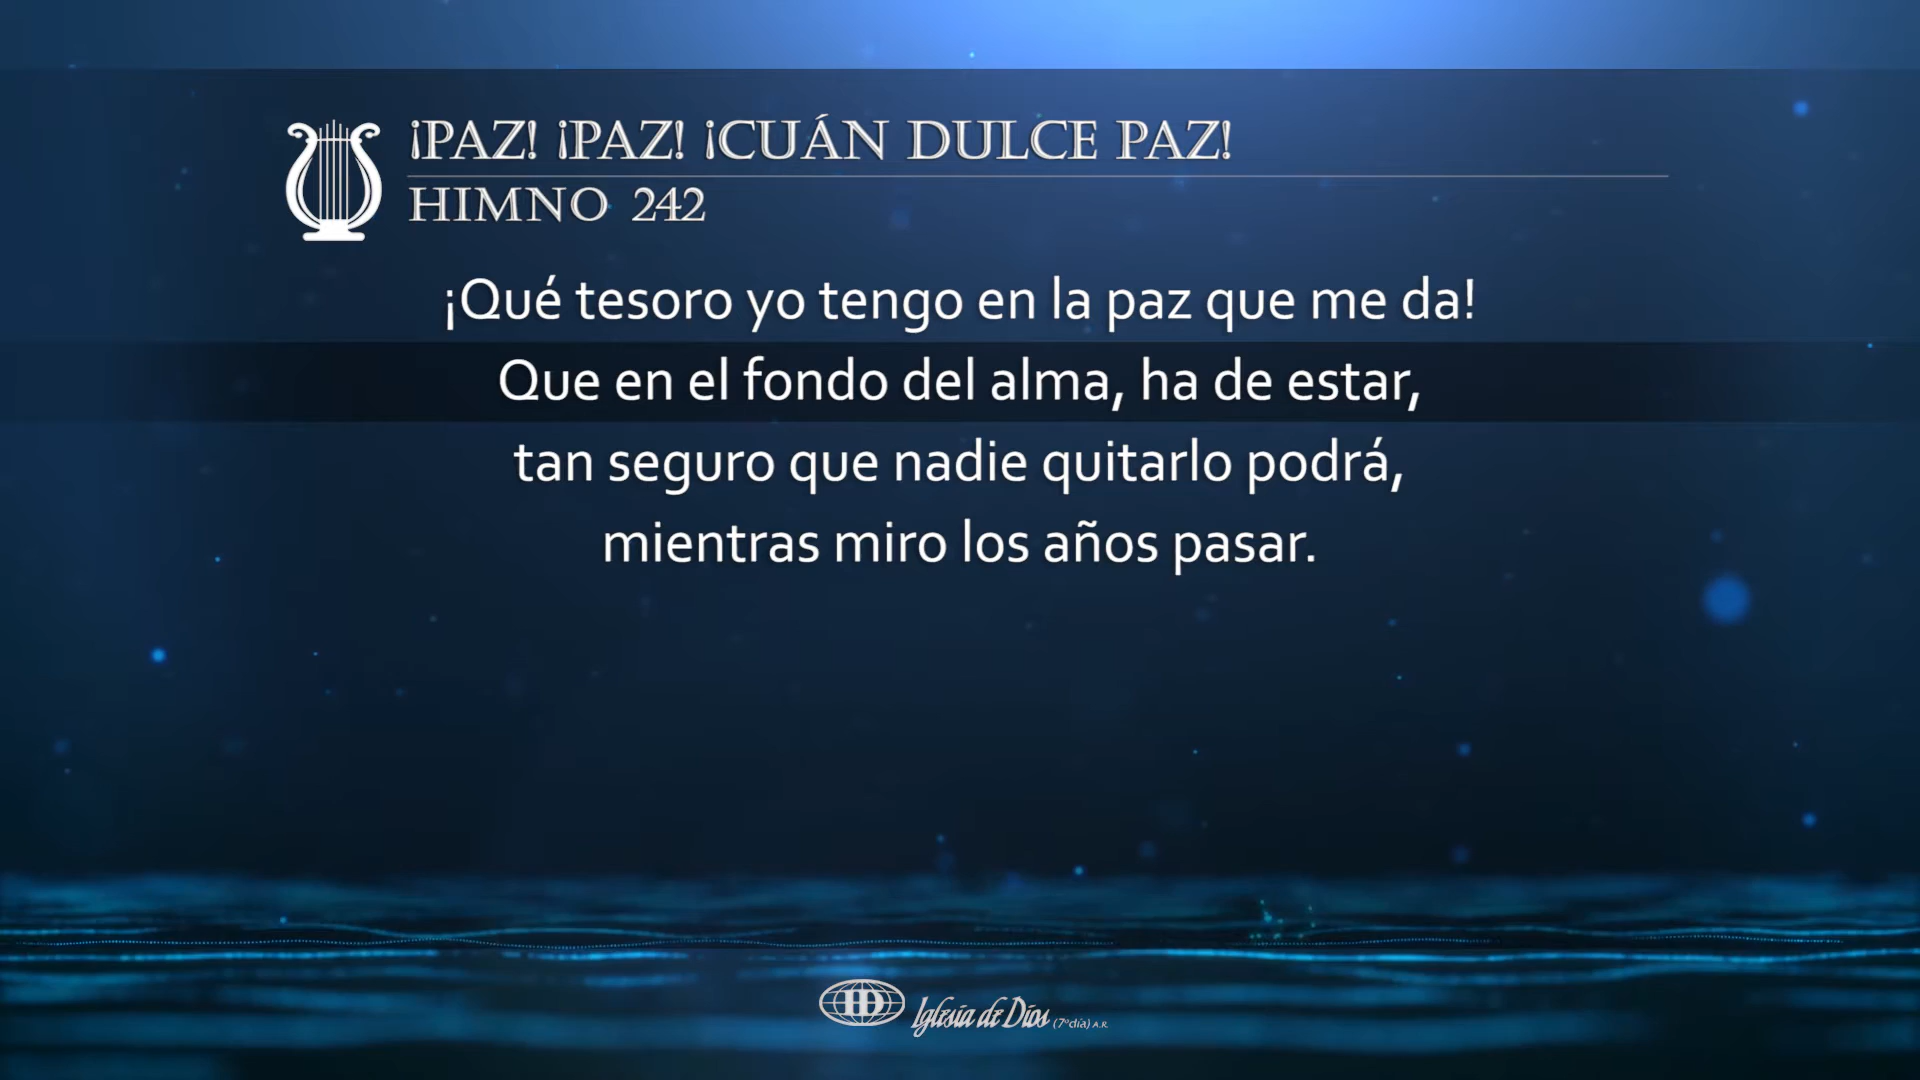 ¡PAZ! ¡PAZ! ¡CUÁN DULCE PAZ!
HIMNO 242
¡Qué tesoro yo tengo en la paz que me da!
Que en el fondo del alma, ha de estar,
tan seguro que nadie quitarlo podrá,
mientras miro los años pasar.
ID Iglesia de Dios (7º día) A.R.